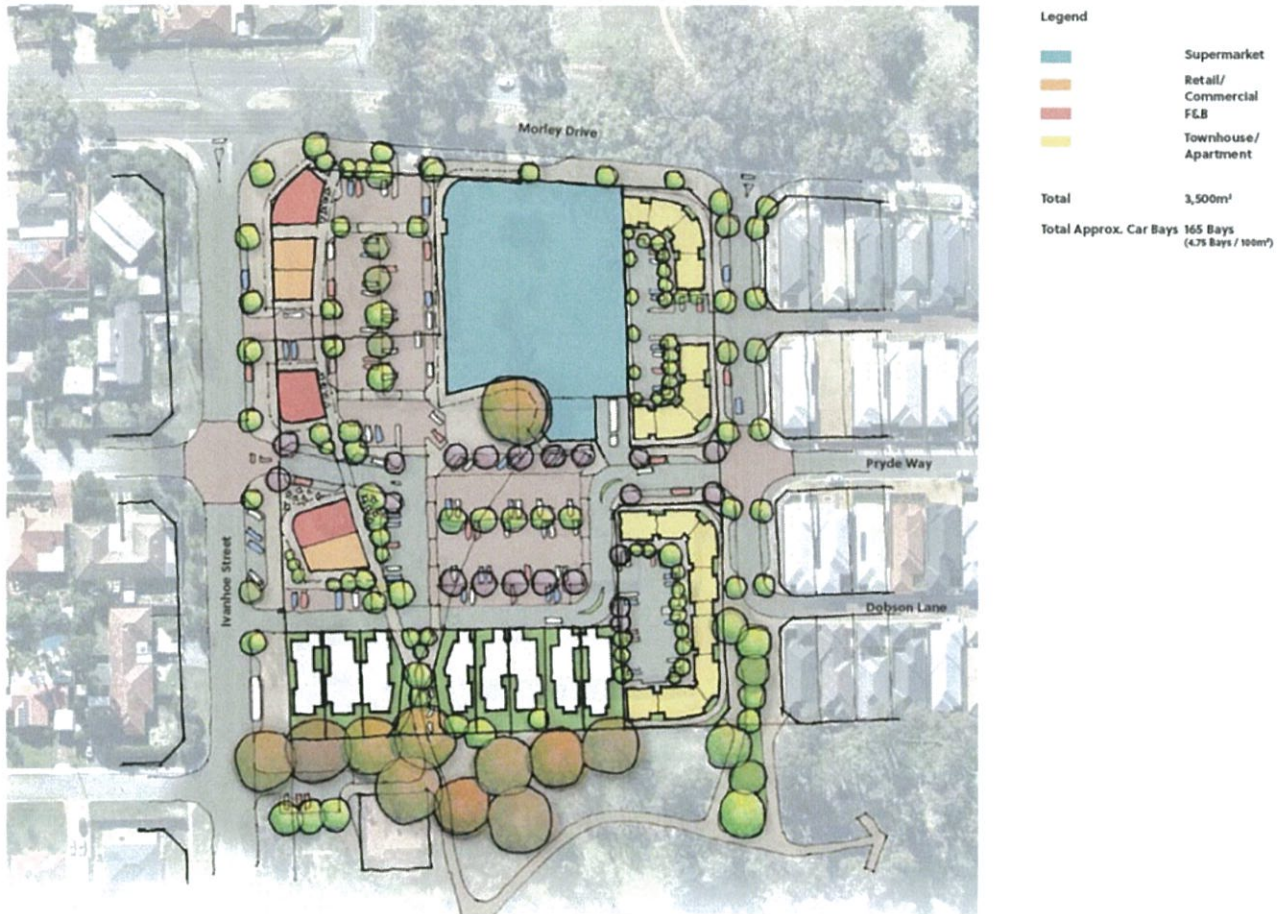 Legend
Supermarket
Retail/
Commercial
F&B
Townhouse/
Apartment
Total 3,500m²
Total Approx. Car Bays 165 Bays
(4.75 Bays / 100m²)
Morley Drive
Pryde Way
Ivanhoe Street
Dobson Lane